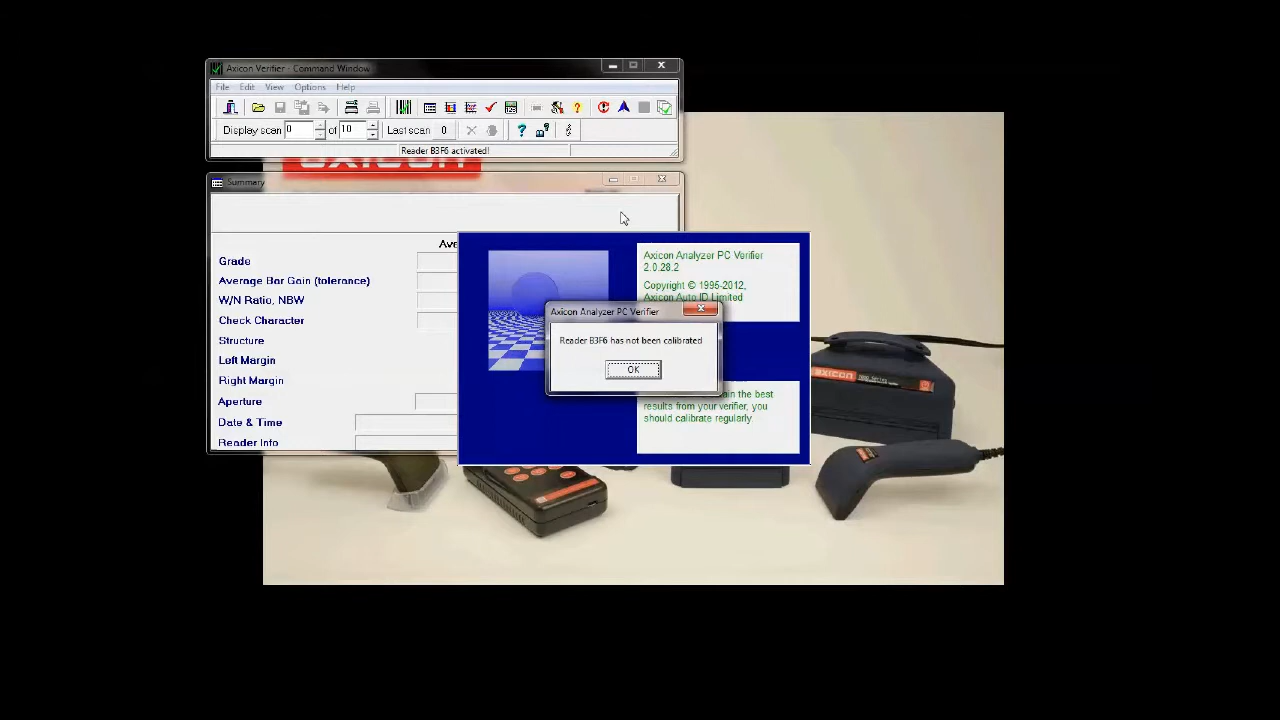 Axicon Verifier - Command Window
File Edit View Options Help
Display scan 0 of 10 Last scan 0
Reader B3F6 activated!
axicon
Summary
Grade
Average Bar Gain (tolerance)
W/N Ratio, NBW
Check Character
Structure
Left Margin
Right Margin
Aperture
Date & Time
Reader Info
Axicon Analyzer PC Verifier
2.0.28.2
Copyright © 1995-2012,
Axicon Auto ID Limited
Axicon Analyzer PC Verifier
Reader B3F6 has not been calibrated
OK
the best
results from your verifier, you
should calibrate regularly.
axicon